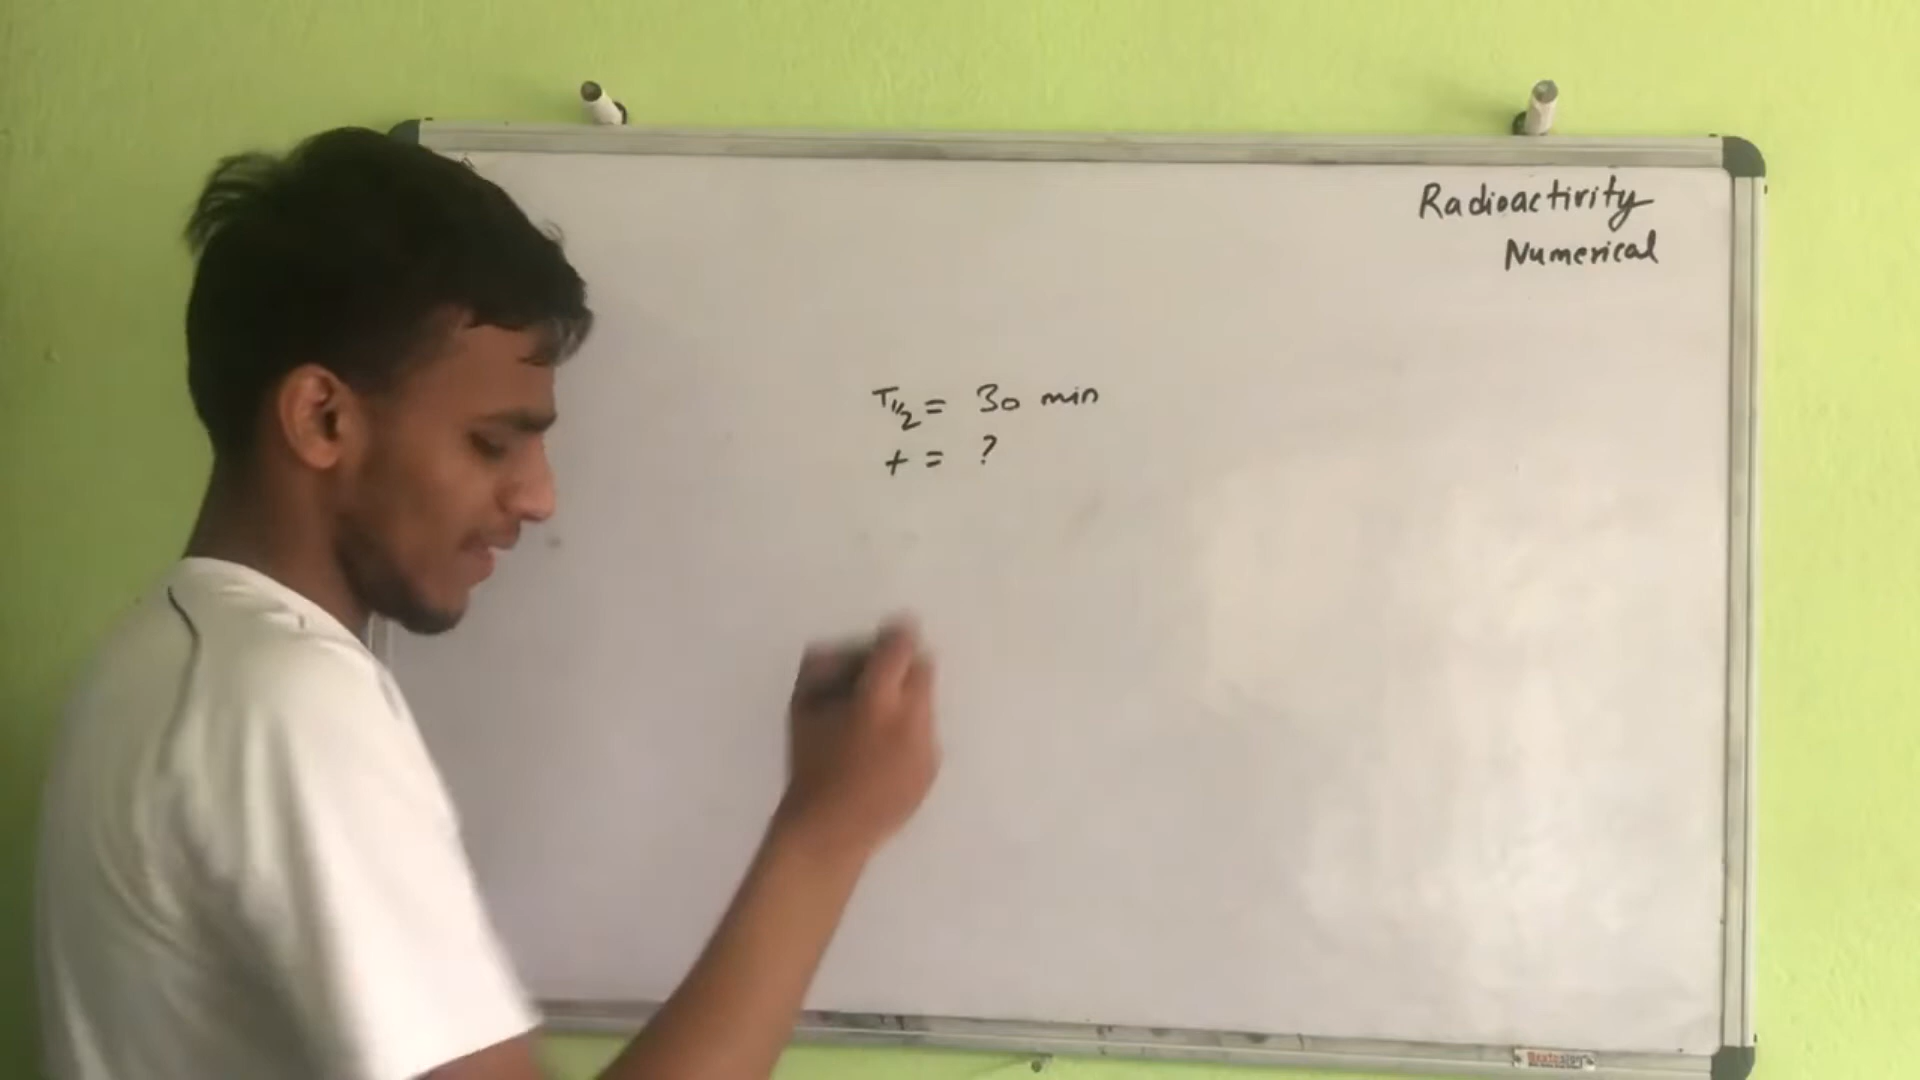 Radioactivity
Numerical
T1/2 = 30 min
t = ?